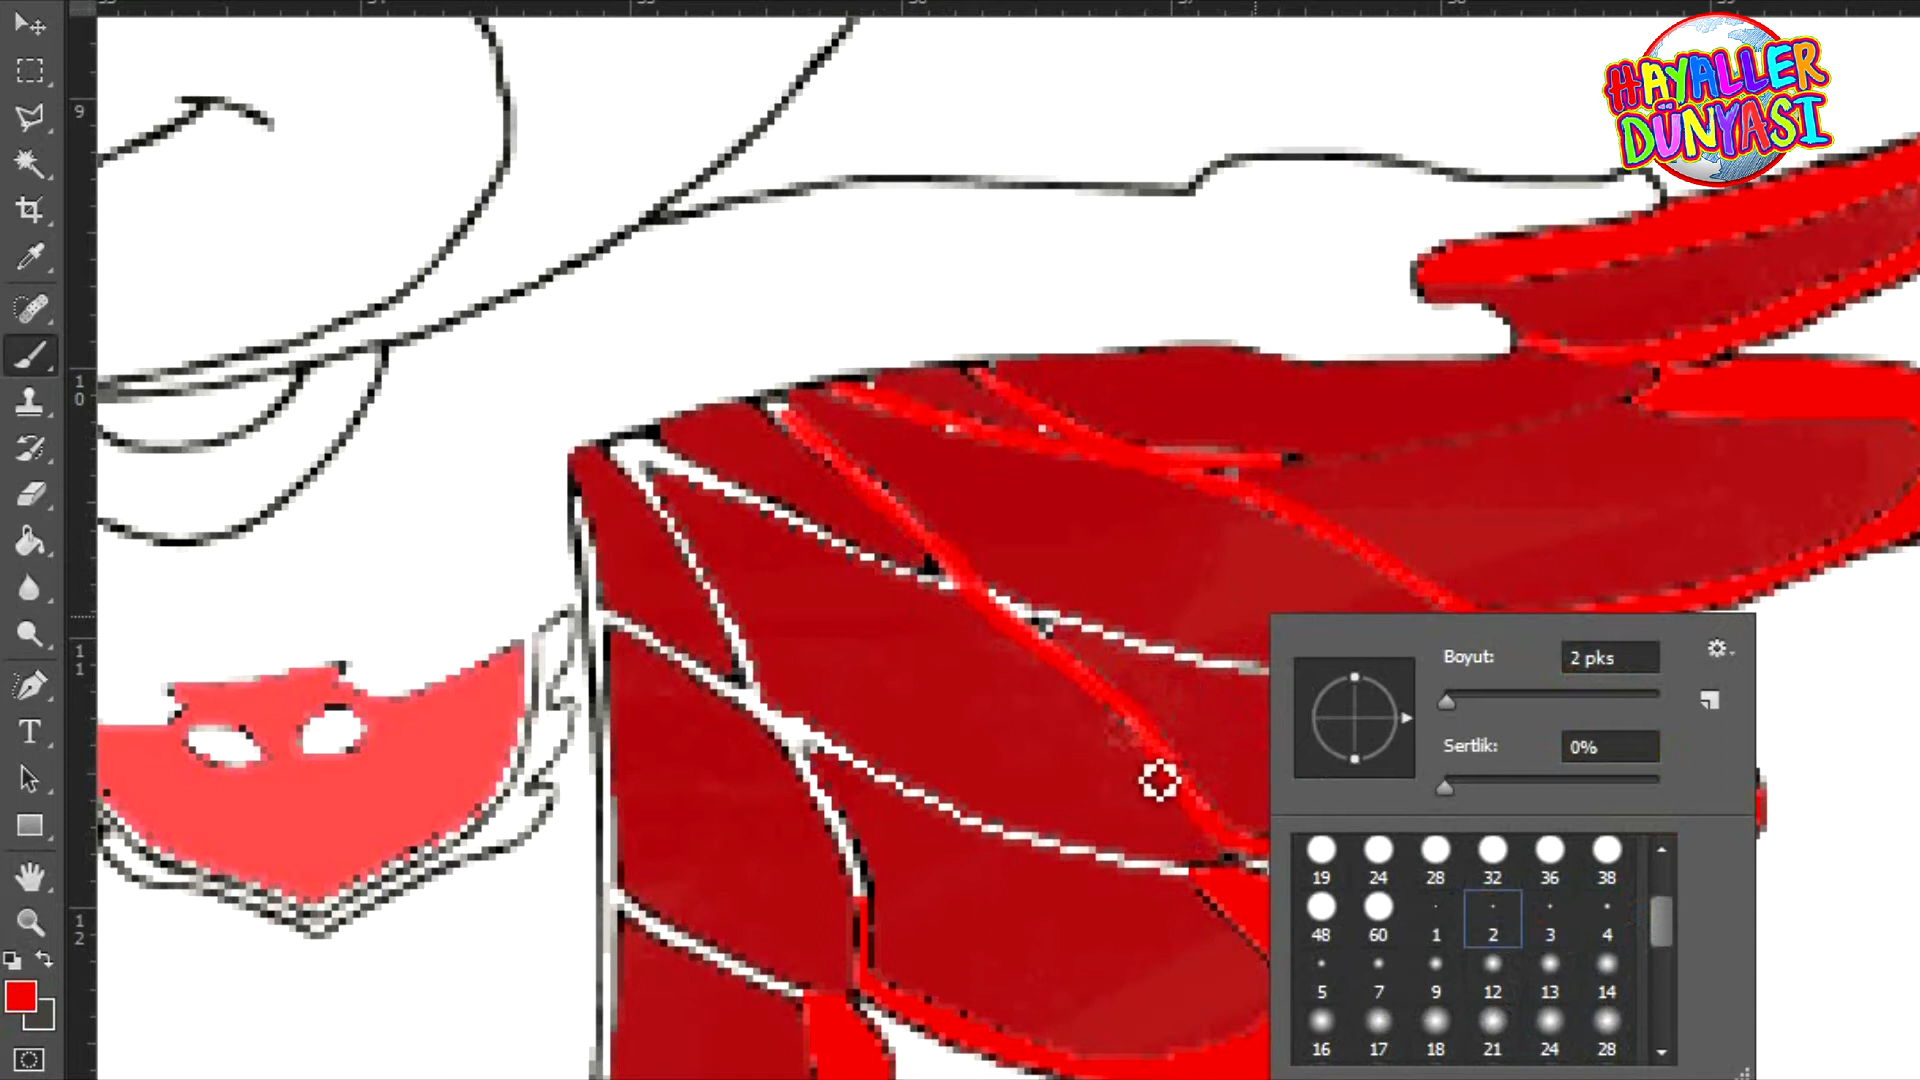 HAYALLER
DÜNYASI
9
10
11
12
Boyut: 2 pks
Sertlik: 0%
19 24 28 32 36 38
48 60 1 2 3 4
5 7 9 12 13 14
16 17 18 21 24 28
T